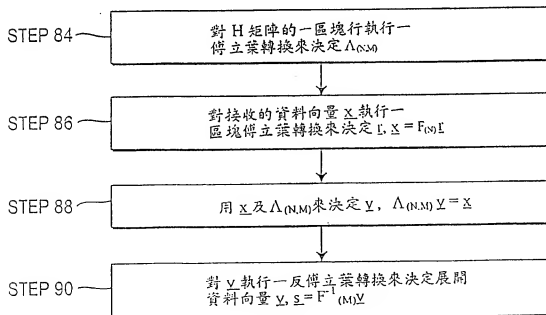 STEP 84
對 H 矩陣的一區塊行執行一
傅立葉轉換來決定 Λ(N,M)
STEP 86
對接收的資料向量 x 執行一
區塊傅立葉轉換來決定 r, x = F(N) r
STEP 88
用 x 及 Λ(N,M)來決定 y, Λ(N,M) y = x
STEP 90
對 y 執行一反傅立葉轉換來決定展開
資料向量 y, s = F⁻¹(M)y